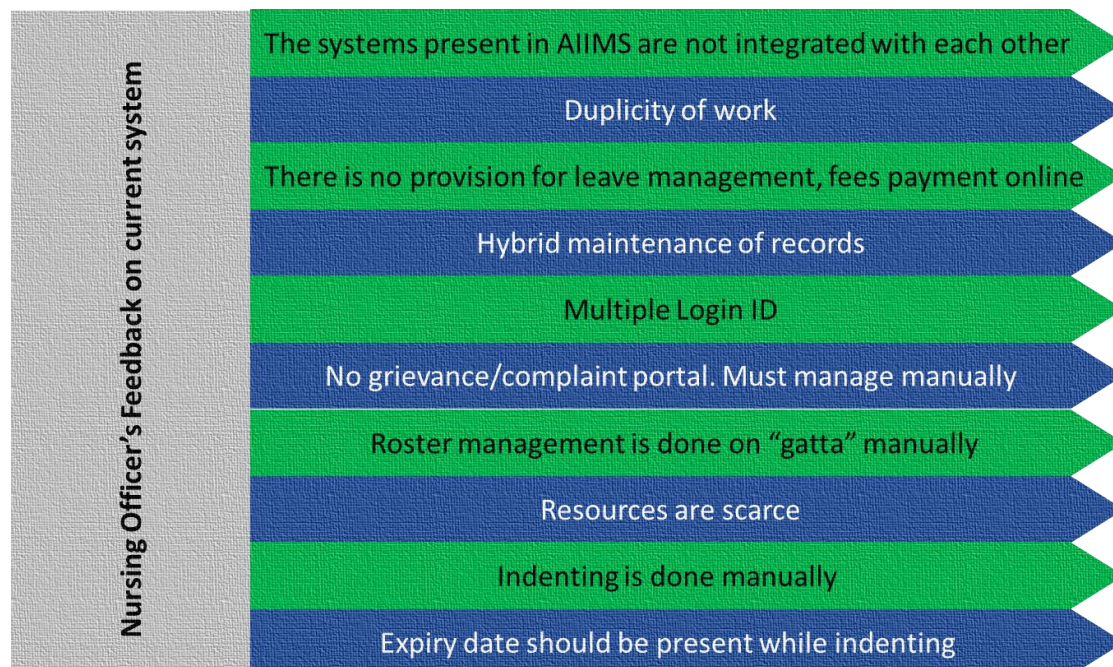 Nursing Officer's Feedback on current system
The systems present in AIIMS are not integrated with each other
Duplicity of work
There is no provision for leave management, fees payment online
Hybrid maintenance of records
Multiple Login ID
No grievance/complaint portal. Must manage manually
Roster management is done on “gatta” manually
Resources are scarce
Indenting is done manually
Expiry date should be present while indenting